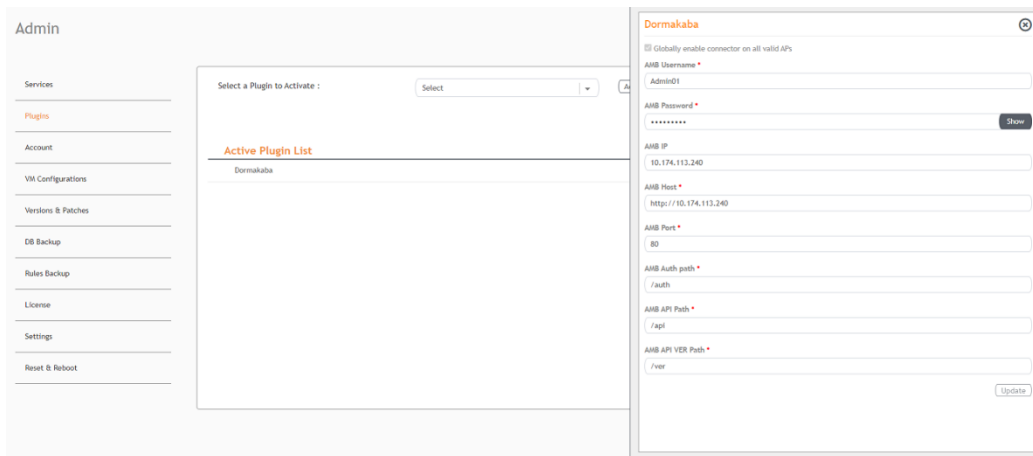 Admin
Services
Plugins
Account
VM Configurations
Versions & Patches
DB Backup
Rules Backup
License
Settings
Reset & Reboot
Select a Plugin to Activate :
Select
Active Plugin List
Dormakaba
Dormakaba
Globally enable connector on all valid APs
AMB Username *
Admin01
AMB Password *
•••••••••
Show
AMB IP
10.174.113.240
AMB Host *
http://10.174.113.240
AMB Port *
80
AMB Auth path *
/auth
AMB API Path *
/api
AMB API VER Path *
/ver
Update